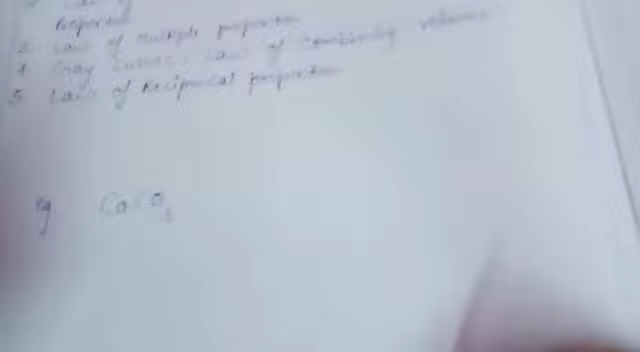 Proportion
3. Law of multiple proportion
4. Gay Lussac's Law of combining volume
5. Law of Reciprocal proportion
eg CaCO3